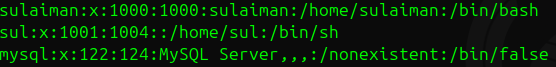 sulaiman:x:1000:1000:sulaiman:/home/sulaiman:/bin/bash
sul:x:1001:1004::/home/sul:/bin/sh
mysql:x:122:124:MySQL Server,,,:/nonexistent:/bin/false